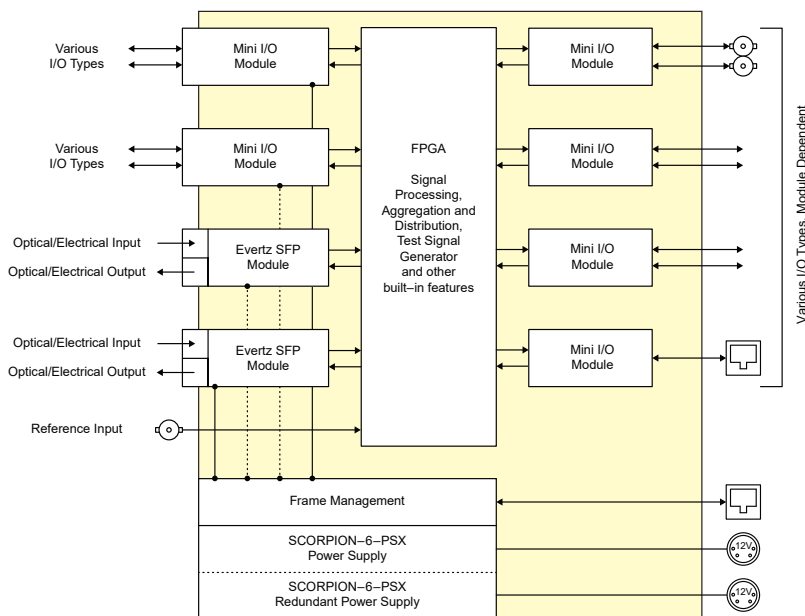 Various
I/O Types
Mini I/O
Module
Mini I/O
Module
Various
I/O Types
Mini I/O
Module
FPGA
Signal
Processing,
Aggregation and
Distribution,
Test Signal
Generator
and other
built–in features
Mini I/O
Module
Optical/Electrical Input
Optical/Electrical Output
Evertz SFP
Module
Mini I/O
Module
Optical/Electrical Input
Optical/Electrical Output
Evertz SFP
Module
Mini I/O
Module
Various I/O Types, Module Dependent
Reference Input
Frame Management
SCORPION–6–PSX
Power Supply
12V
SCORPION–6–PSX
Redundant Power Supply
12V